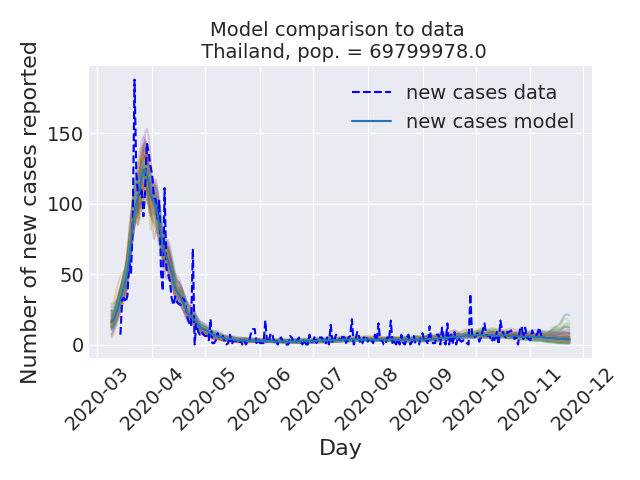 Model comparison to data
Thailand, pop. = 69799978.0
Number of new cases reported
150
100
50
0
new cases data
new cases model
2020-03
2020-04
2020-05
2020-06
2020-07
2020-08
2020-09
2020-10
2020-11
2020-12
Day